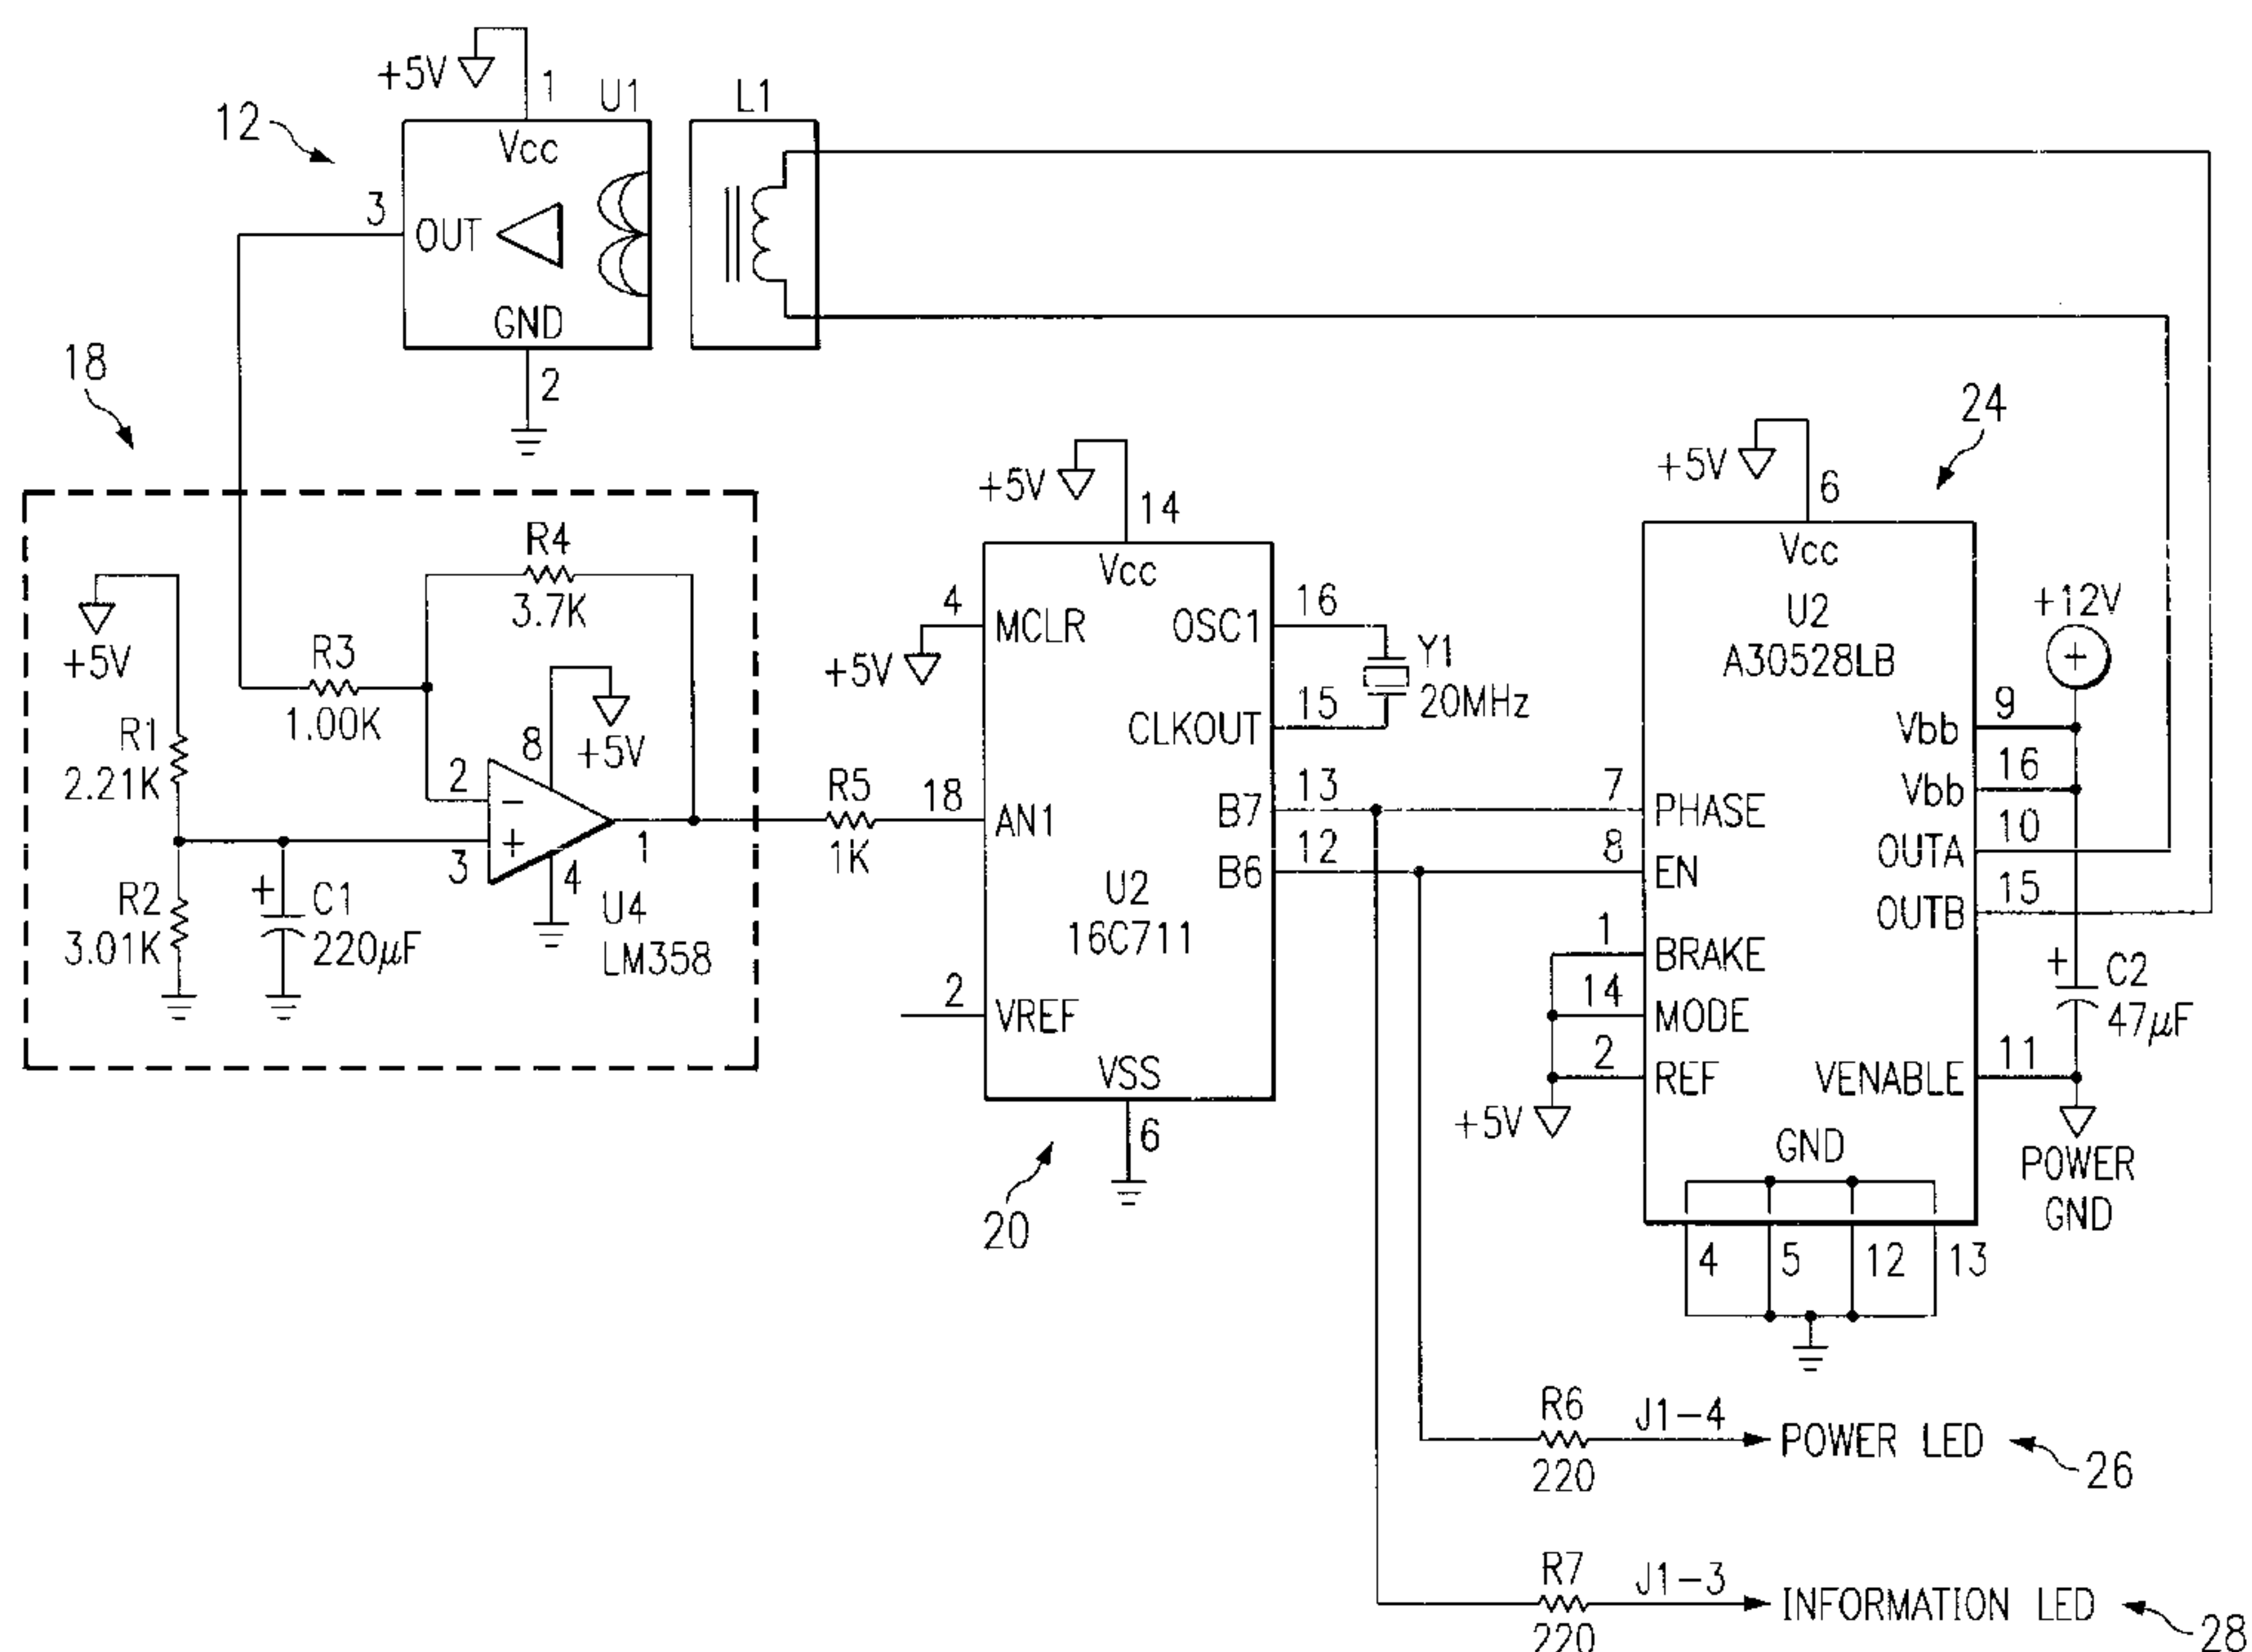 +5V
1
U1
L1
12
Vcc
3
OUT
GND
2
18
24
+5V
14
+5V
6
R4
3.7K
+5V
R3
1.00K
8
+5V
R1
2.21K
2
−
+
3
1
4
R2
3.01K
+
C1
220µF
U4
LM358
R5
1K
18
4
+5V
Vcc
MCLR
OSC1
16
Y1
20MHz
15
CLKOUT
AN1
B7
13
B6
12
U2
16C711
2
VREF
VSS
6
20
Vcc
U2
A30528LB
+12V
+
9
Vbb
16
Vbb
7
PHASE
10
OUTA
8
EN
15
OUTB
1
BRAKE
14
MODE
2
REF
+5V
+
C2
47µF
VENABLE
11
GND
POWER
GND
4
5
12
13
R6
220
J1-4
POWER LED
26
R7
220
J1-3
INFORMATION LED
28